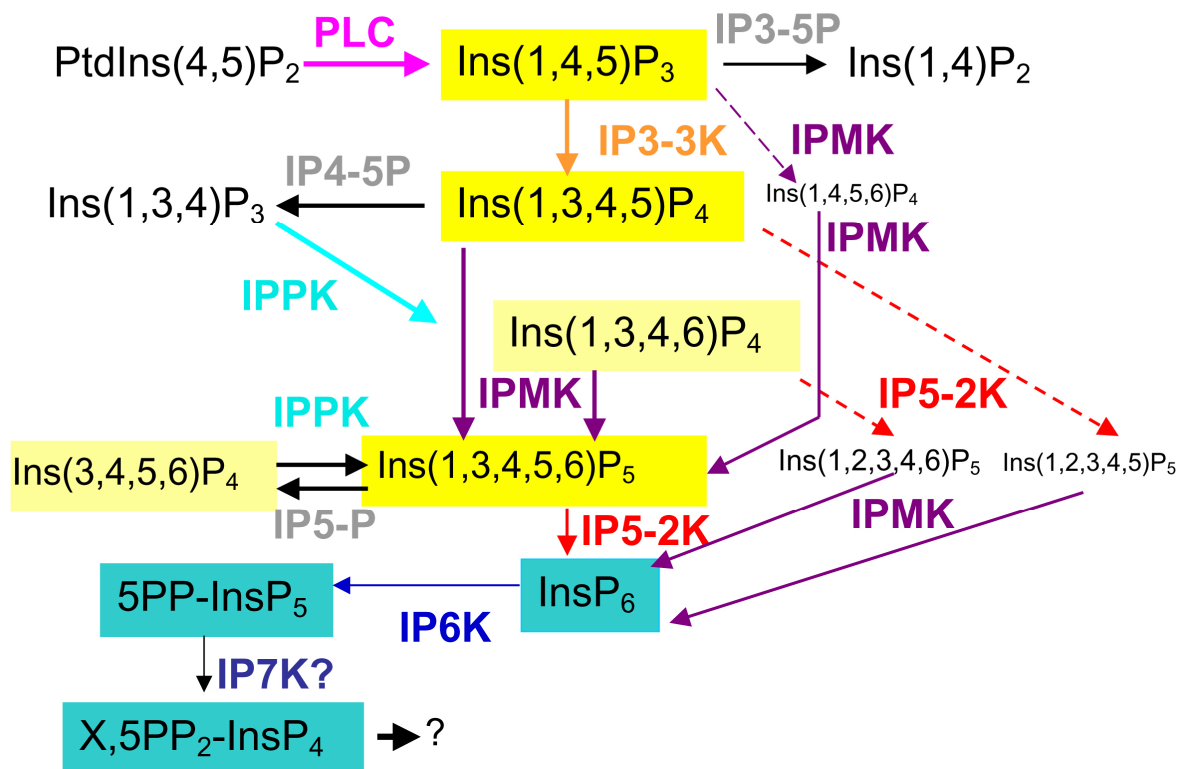 PLC
IP3-5P
PtdIns(4,5)P₂
Ins(1,4,5)P₃
Ins(1,4)P₂
IP3-3K
IPMK
IP4-5P
Ins(1,3,4)P₃
Ins(1,3,4,5)P₄
Ins(1,4,5,6)P₄
IPMK
IPPK
Ins(1,3,4,6)P₄
IPMK
IP5-2K
IPPK
Ins(3,4,5,6)P₄
Ins(1,3,4,5,6)P₅
Ins(1,2,3,4,6)P₅
Ins(1,2,3,4,5)P₅
IP5-P
IP5-2K
IPMK
5PP-InsP₅
InsP₆
IP6K
IP7K?
X,5PP₂-InsP₄
?